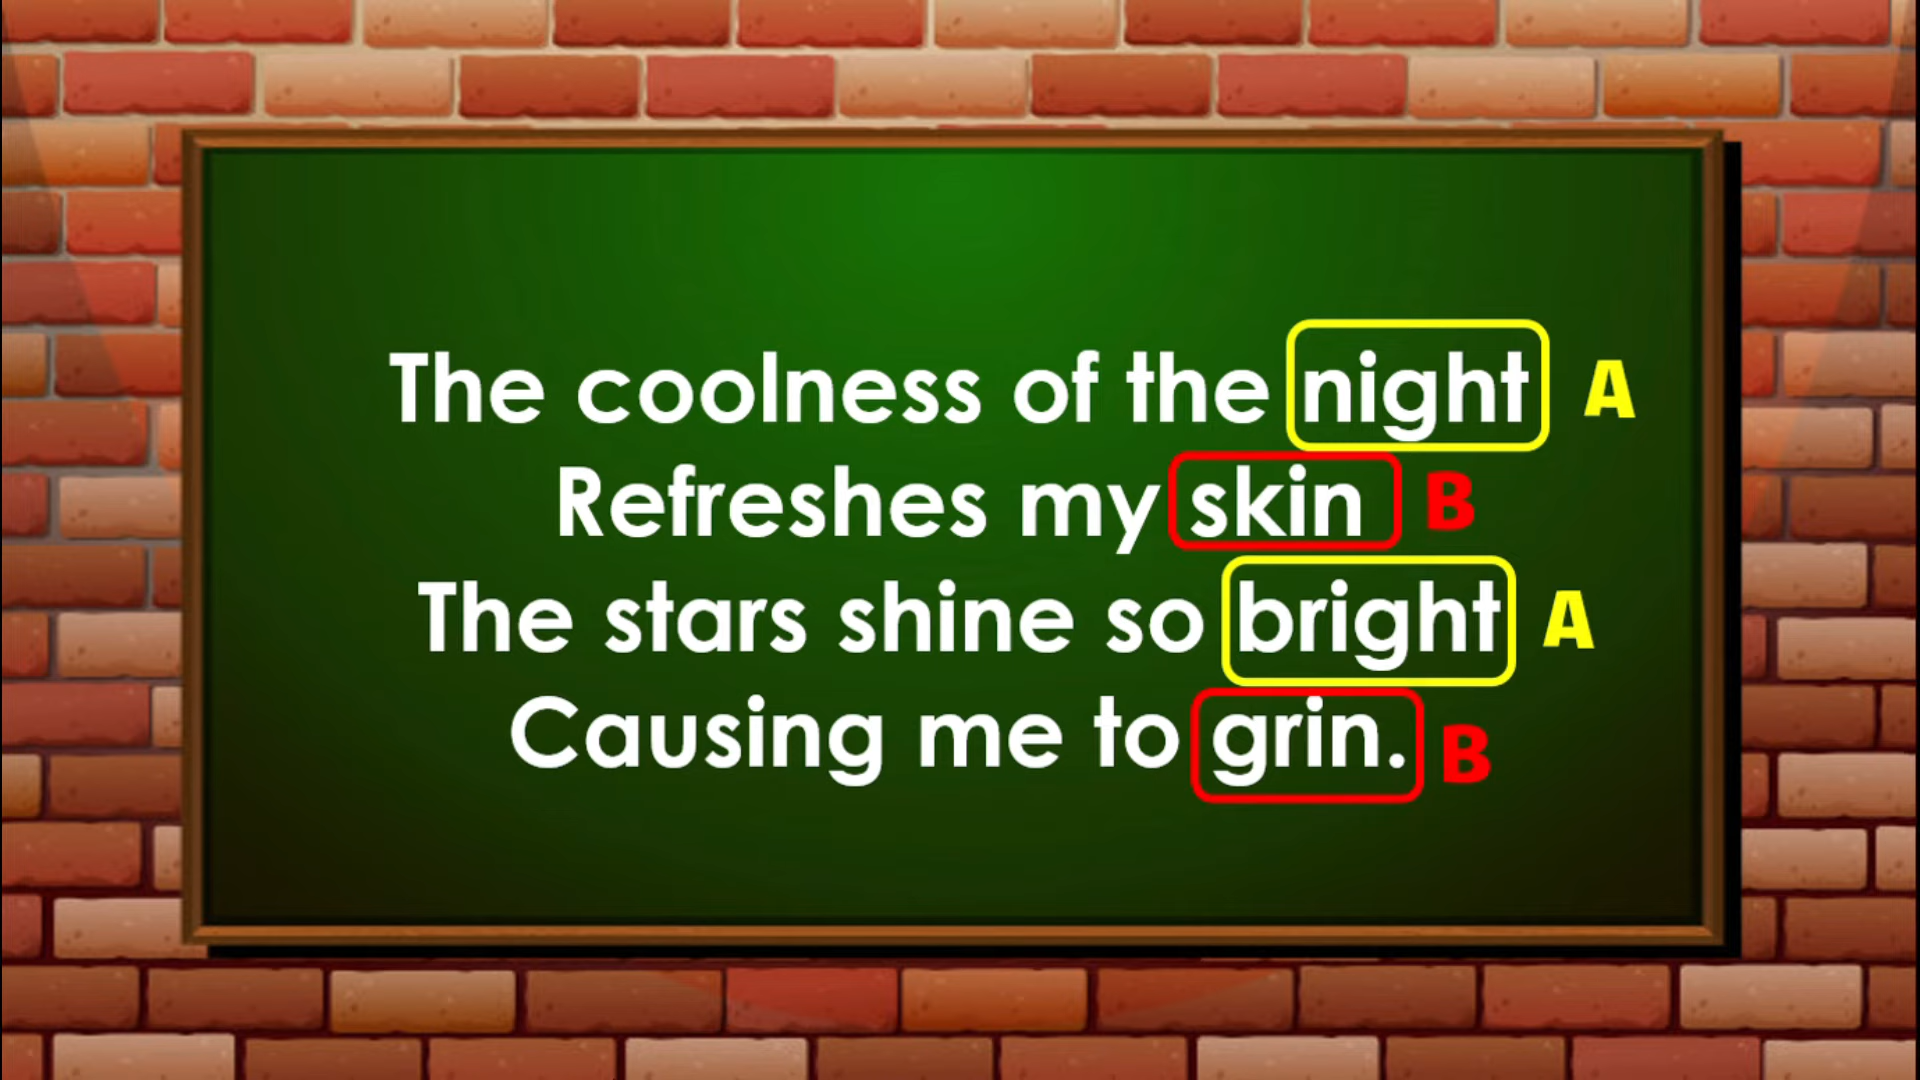 The coolness of the night A
Refreshes my skin B
The stars shine so bright A
Causing me to grin. B